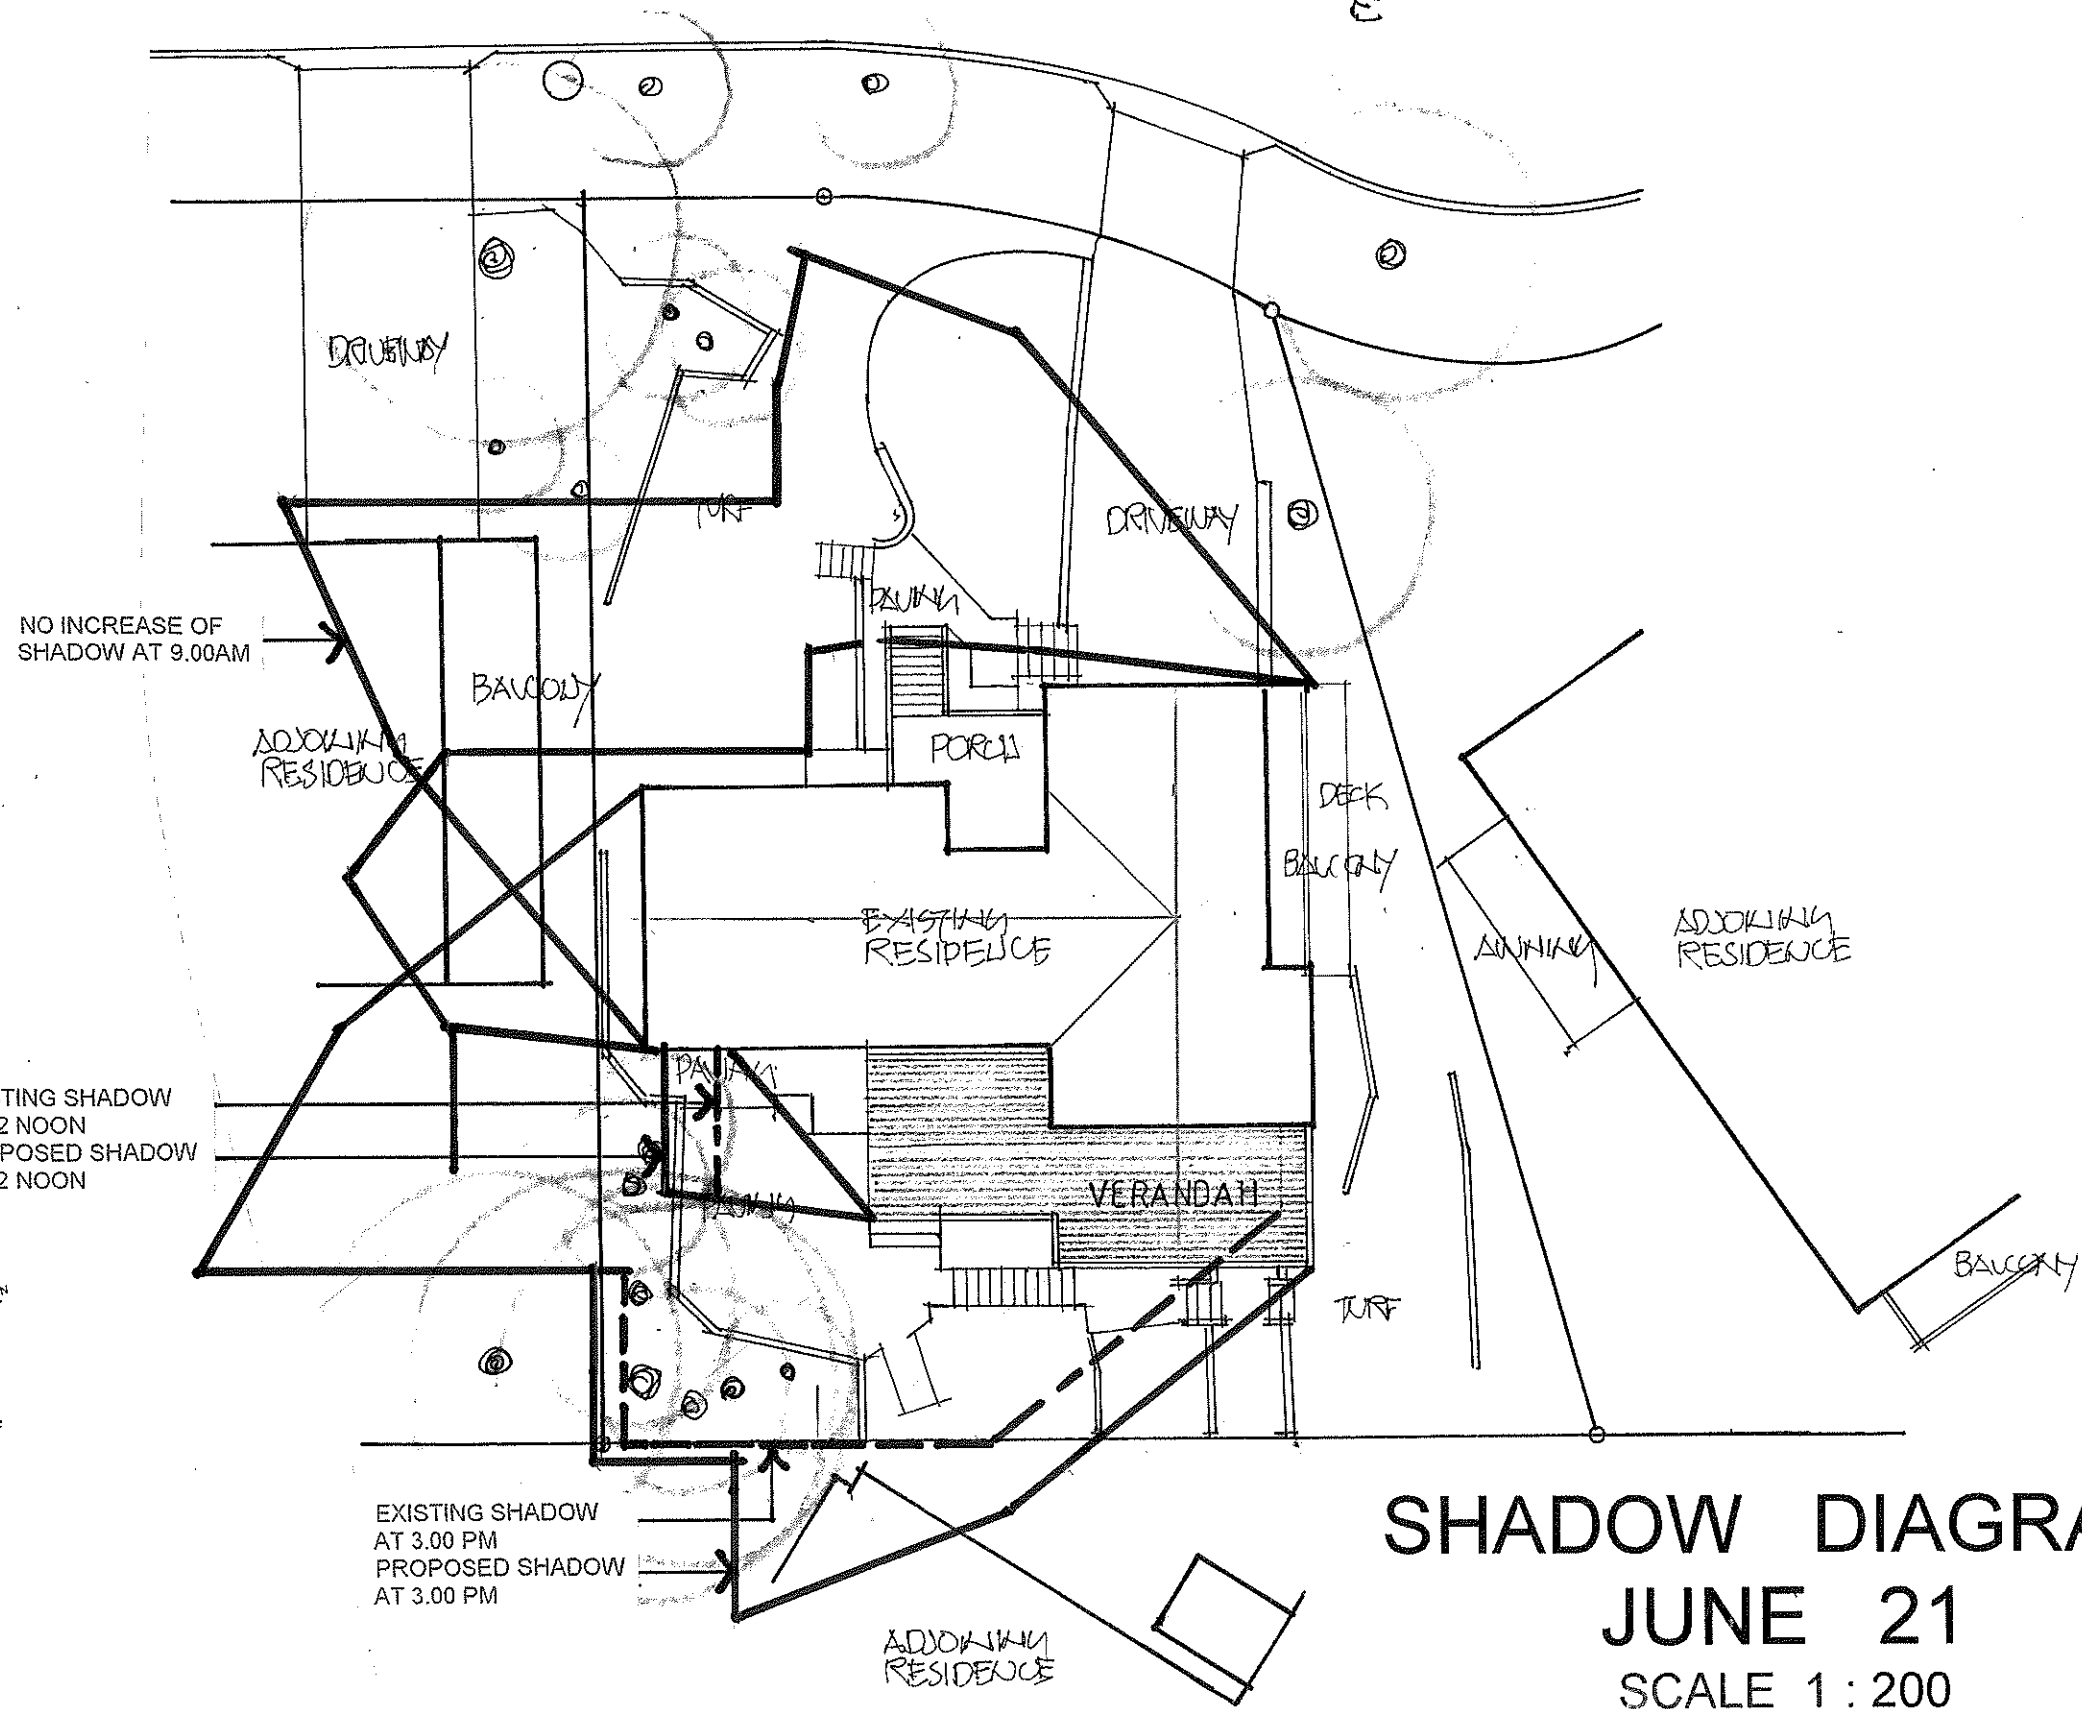 DRIVEWAY
TURF
DRIVEWAY
PAVING
NO INCREASE OF
SHADOW AT 9.00AM
BALCONY
ADJOINING
RESIDENCE
PORCH
DECK
BALCONY
EXISTING
RESIDENCE
AWNING
ADJOINING
RESIDENCE
PAVING
TING SHADOW
2 NOON
POSED SHADOW
2 NOON
VERANDAH
PAVING
TURF
BALCONY
EXISTING SHADOW
AT 3.00 PM
PROPOSED SHADOW
AT 3.00 PM
ADJOINING
RESIDENCE
SHADOW DIAGRA
JUNE 21
SCALE 1 : 200